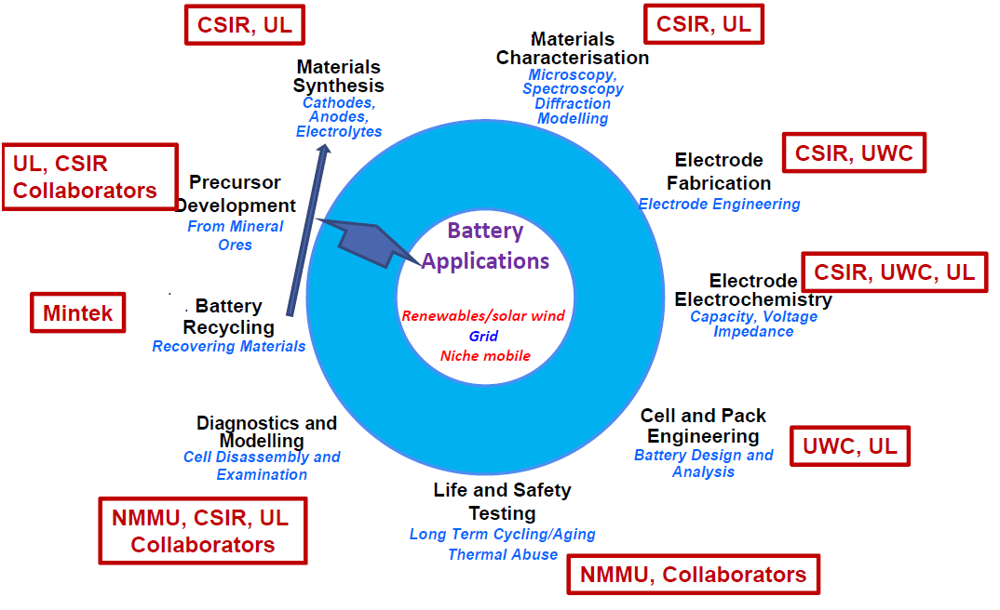 CSIR, UL
Materials
Synthesis
Cathodes,
Anodes,
Electrolytes
CSIR, UL
Materials
Characterisation
Microscopy,
Spectroscopy
Diffraction
Modelling
CSIR, UWC
Electrode
Fabrication
Electrode Engineering
CSIR, UWC, UL
Electrode
Electrochemistry
Capacity, Voltage
Impedance
UWC, UL
Cell and Pack
Engineering
Battery Design and
Analysis
Life and Safety
Testing
Long Term Cycling/Aging
Thermal Abuse
NMMU, Collaborators
Diagnostics and
Modelling
Cell Disassembly and
Examination
NMMU, CSIR, UL
Collaborators
Mintek
Battery
Recycling
Recovering Materials
UL, CSIR
Collaborators
Precursor
Development
From Mineral
Ores
Battery
Applications
Renewables/solar wind
Grid
Niche mobile